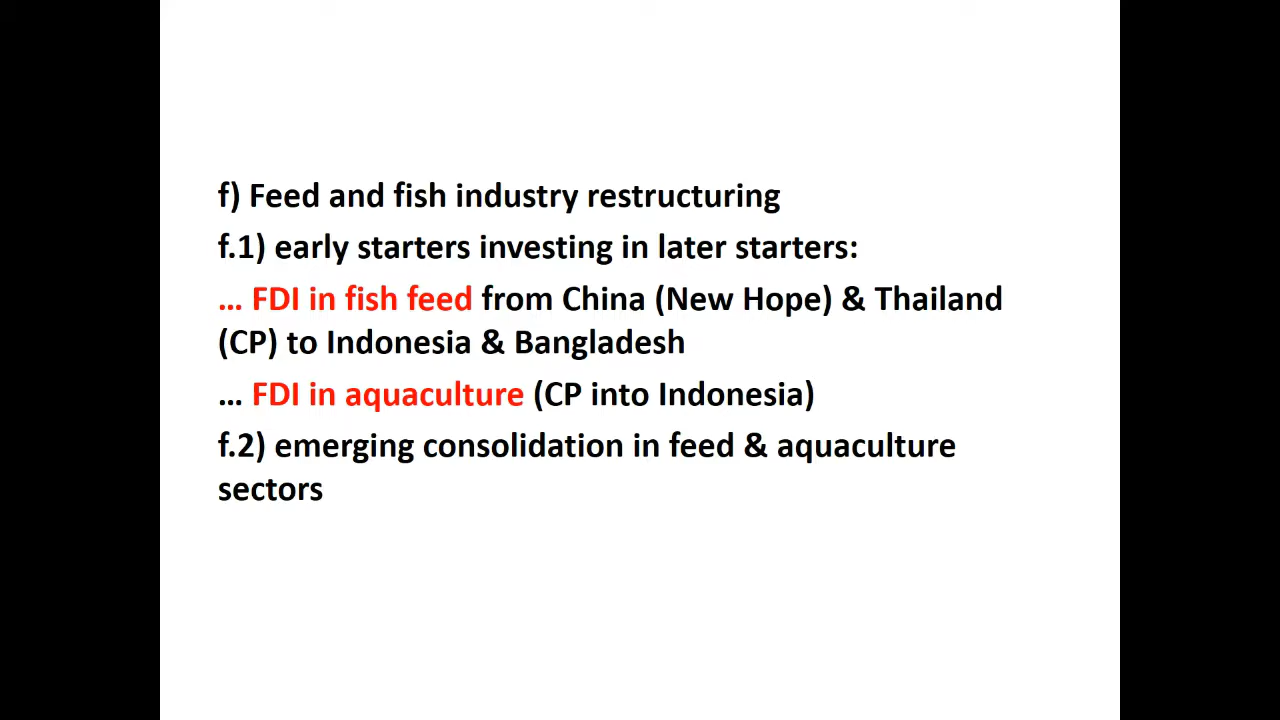 f) Feed and fish industry restructuring
f.1) early starters investing in later starters:
... FDI in fish feed from China (New Hope) & Thailand
(CP) to Indonesia & Bangladesh
... FDI in aquaculture (CP into Indonesia)
f.2) emerging consolidation in feed & aquaculture
sectors